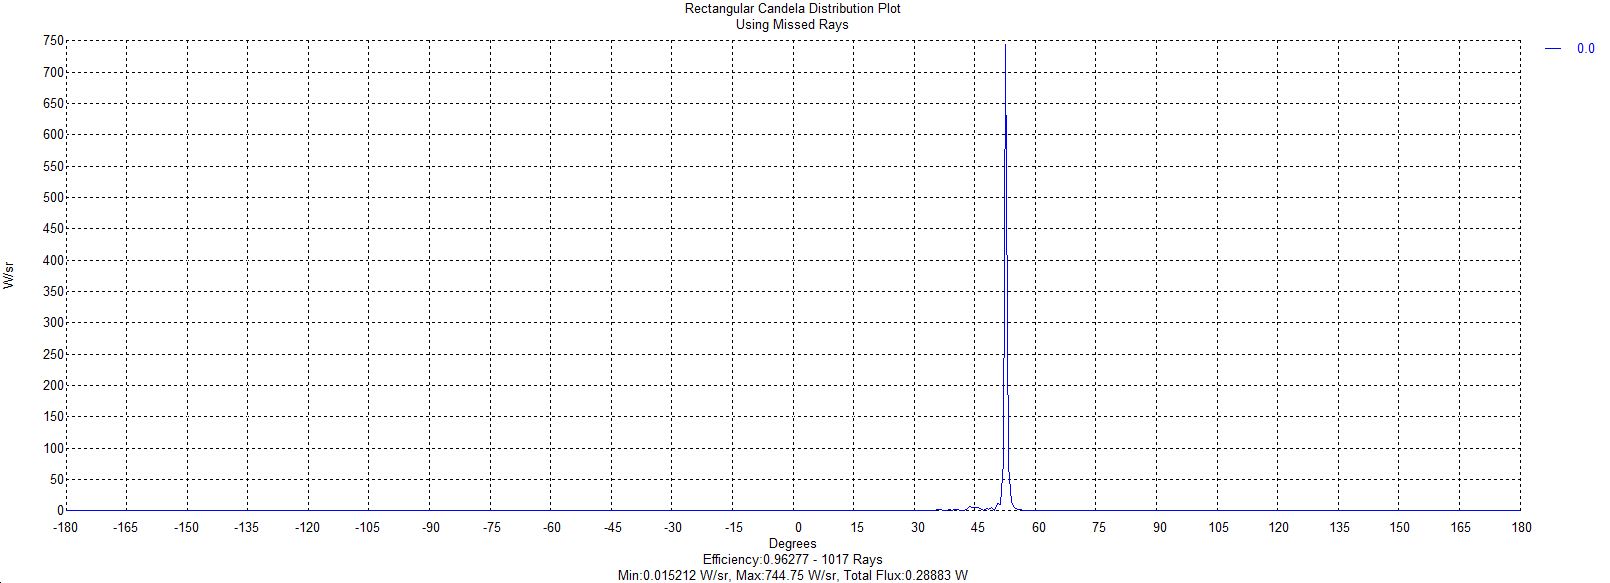 Rectangular Candela Distribution Plot
Using Missed Rays
0.0
750
700
650
600
550
500
450
400
350
300
250
200
150
100
50
0
W/sr
-180 -165 -150 -135 -120 -105 -90 -75 -60 -45 -30 -15 0 15 30 45 60 75 90 105 120 135 150 165 180
Degrees
Efficiency:0.96277 - 1017 Rays
Min:0.015212 W/sr, Max:744.75 W/sr, Total Flux:0.28883 W